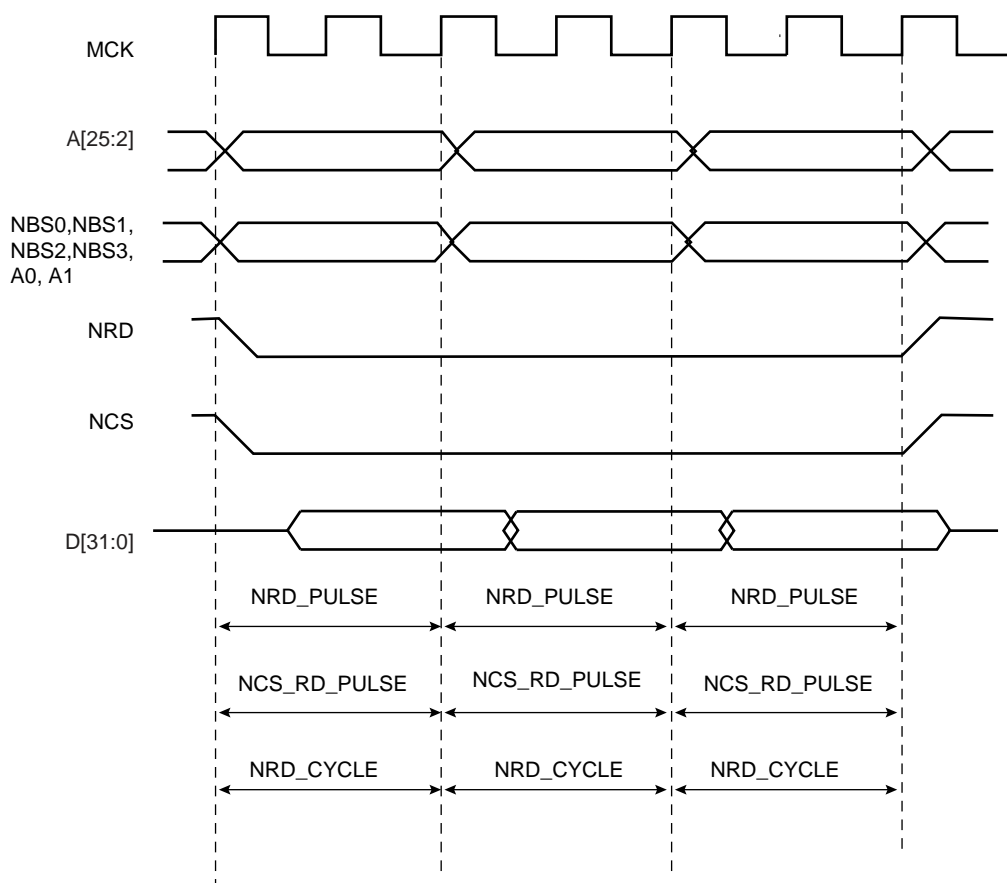 MCK
A[25:2]
NBS0,NBS1,
NBS2,NBS3,
A0, A1
NRD
NCS
D[31:0]
NRD_PULSE NRD_PULSE NRD_PULSE
NCS_RD_PULSE NCS_RD_PULSE NCS_RD_PULSE
NRD_CYCLE NRD_CYCLE NRD_CYCLE